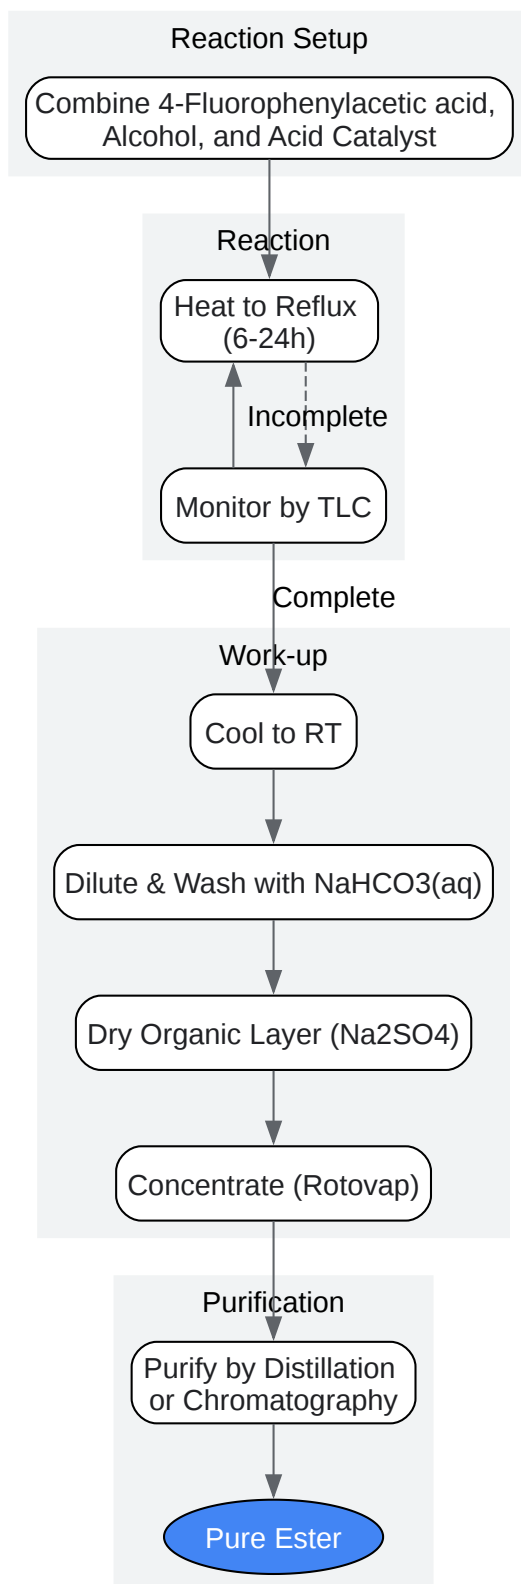 Reaction Setup
Combine 4-Fluorophenylacetic acid,
Alcohol, and Acid Catalyst
Reaction
Heat to Reflux
(6-24h)
Incomplete
Monitor by TLC
Complete
Work-up
Cool to RT
Dilute & Wash with NaHCO3(aq)
Dry Organic Layer (Na2SO4)
Concentrate (Rotovap)
Purification
Purify by Distillation
or Chromatography
Pure Ester